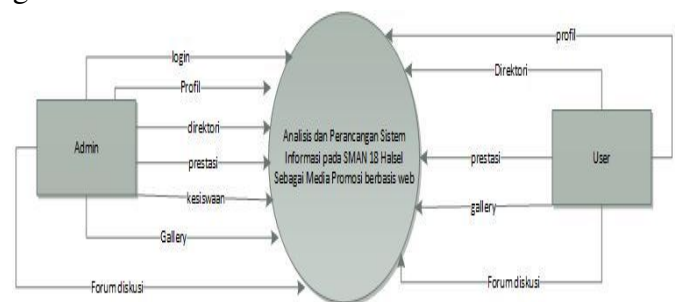 login
Profil
direktori
prestasi
kesiswaan
Gallery
Forum diskusi
Admin
Analisis dan Perancangan Sistem
Informasi pada SMAN 18 Halsel
Sebagai Media Promosi berbasis web
profil
Direktori
prestasi
gallery
Forum diskusi
User